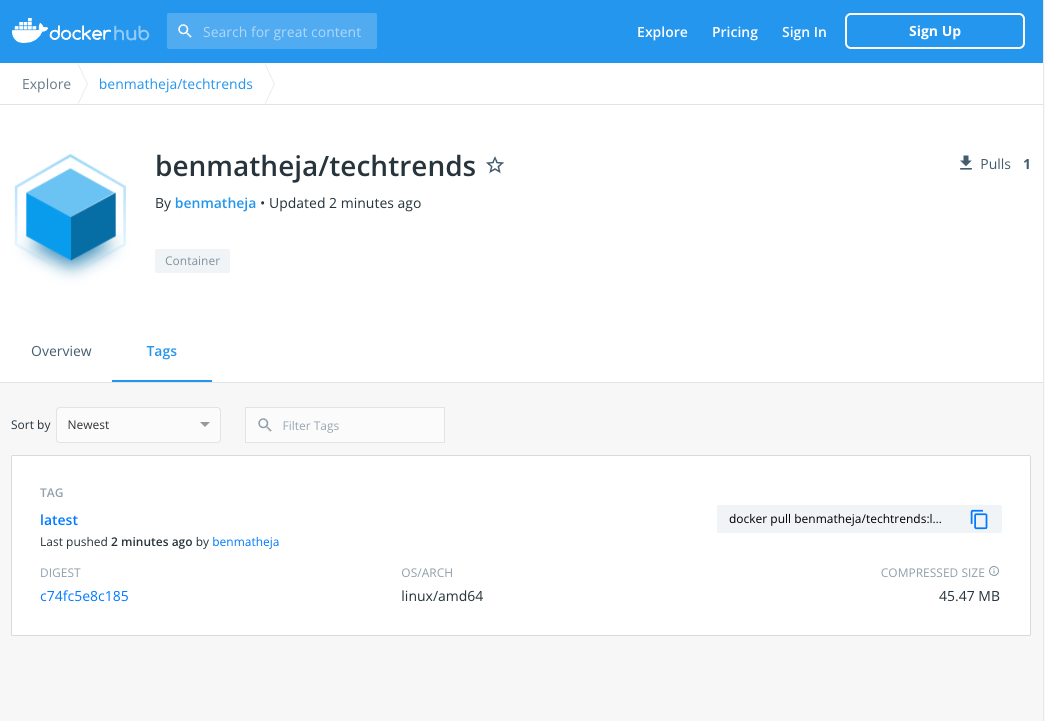 docker hub
Search for great content
Explore
Pricing
Sign In
Sign Up
Explore
benmatheja/techtrends
benmatheja/techtrends
Pulls 1
By benmatheja • Updated 2 minutes ago
Container
Overview
Tags
Sort by
Newest
Filter Tags
TAG
latest
docker pull benmatheja/techtrends:l...
Last pushed 2 minutes ago by benmatheja
DIGEST
OS/ARCH
COMPRESSED SIZE
c74fc5e8c185
linux/amd64
45.47 MB